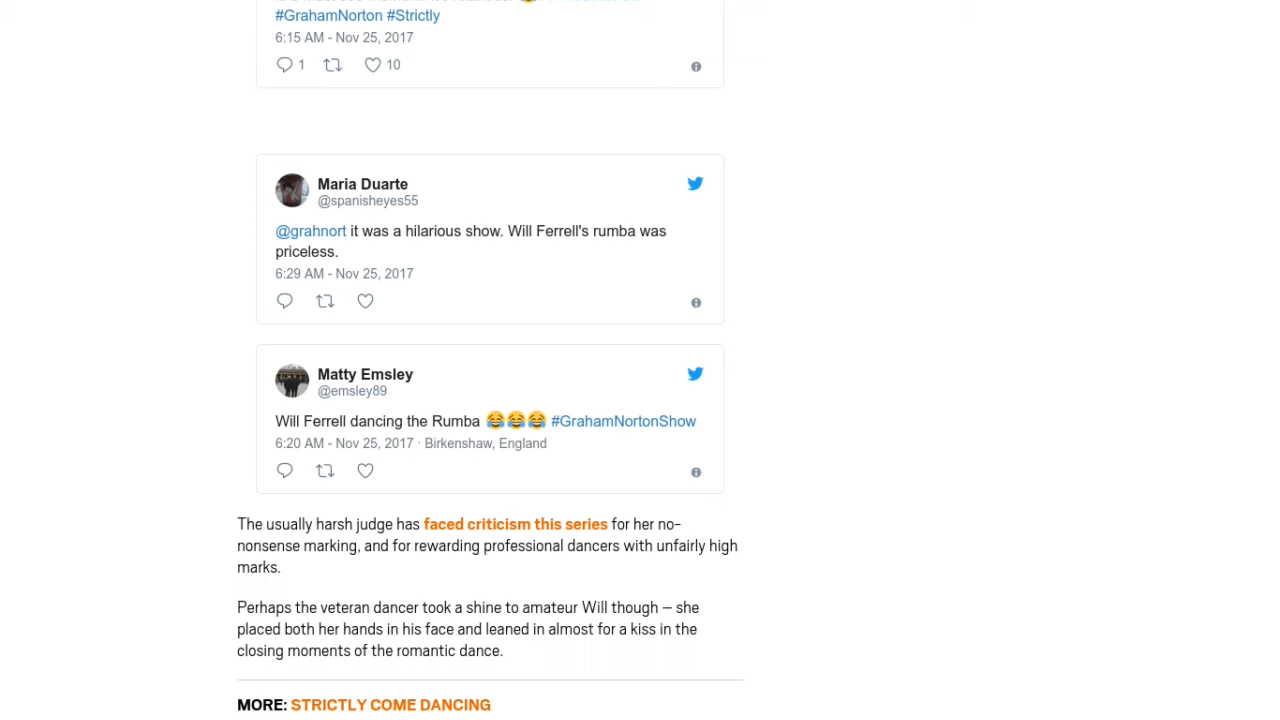 #GrahamNorton #Strictly
6:15 AM - Nov 25, 2017
1 10
Maria Duarte
@spanisheyes55
@grahnort it was a hilarious show. Will Ferrell's rumba was
priceless.
6:29 AM - Nov 25, 2017
Matty Emsley
@emsley89
Will Ferrell dancing the Rumba 😂😂😂 #GrahamNortonShow
6:20 AM - Nov 25, 2017 · Birkenshaw, England
The usually harsh judge has faced criticism this series for her no-
nonsense marking, and for rewarding professional dancers with unfairly high
marks.
Perhaps the veteran dancer took a shine to amateur Will though – she
placed both her hands in his face and leaned in almost for a kiss in the
closing moments of the romantic dance.
MORE: STRICTLY COME DANCING